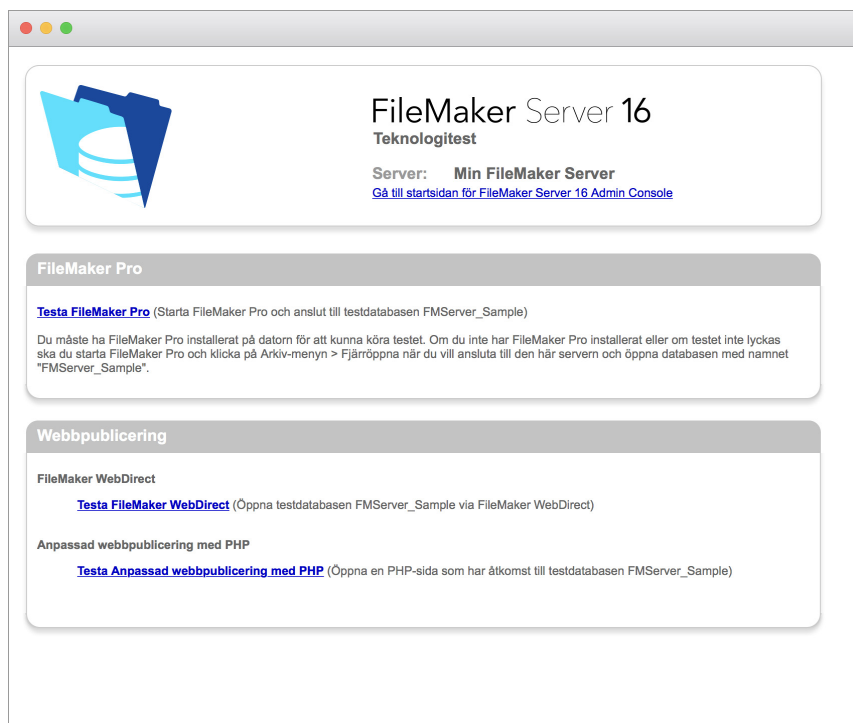 FileMaker Server 16
Teknologitest
Server: Min FileMaker Server
Gå till startsidan för FileMaker Server 16 Admin Console
FileMaker Pro
Testa FileMaker Pro (Starta FileMaker Pro och anslut till testdatabasen FMServer_Sample)
Du måste ha FileMaker Pro installerat på datorn för att kunna köra testet. Om du inte har FileMaker Pro installerat eller om testet inte lyckas
ska du starta FileMaker Pro och klicka på Arkiv-menyn > Fjärröppna när du vill ansluta till den här servern och öppna databasen med namnet
"FMServer_Sample".
Webbpublicering
FileMaker WebDirect
Testa FileMaker WebDirect (Öppna testdatabasen FMServer_Sample via FileMaker WebDirect)
Anpassad webbpublicering med PHP
Testa Anpassad webbpublicering med PHP (Öppna en PHP-sida som har åtkomst till testdatabasen FMServer_Sample)